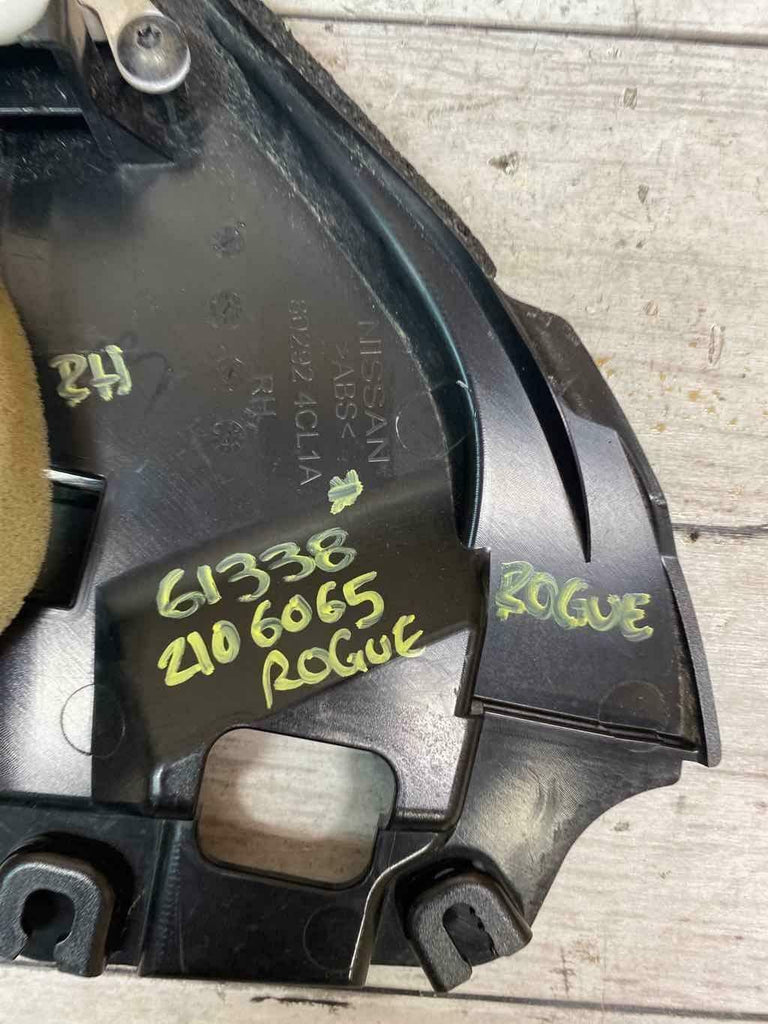 NISSAN
>ABS<
80292 4CL1A
RH
RH
61338
2106065
ROGUE
ROGUE